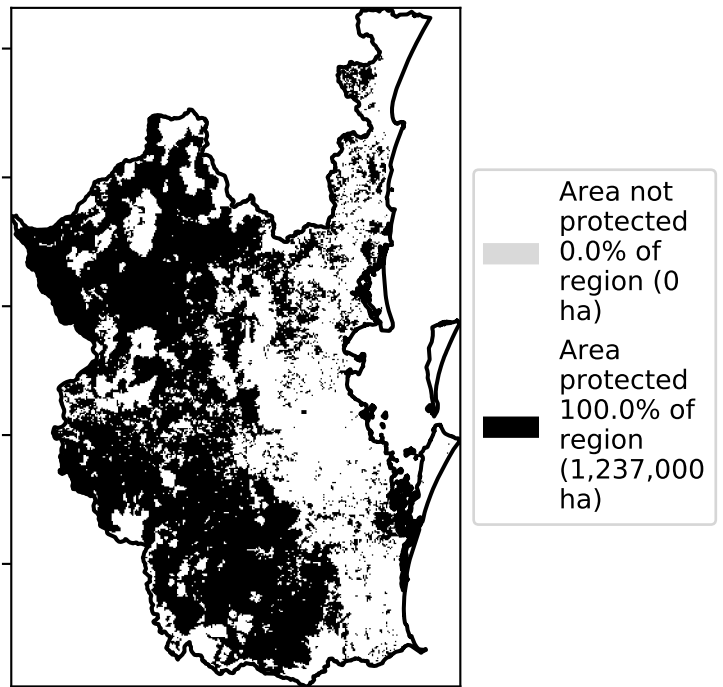 Area not
protected
0.0% of
region (0
ha)
Area
protected
100.0% of
region
(1,237,000
ha)